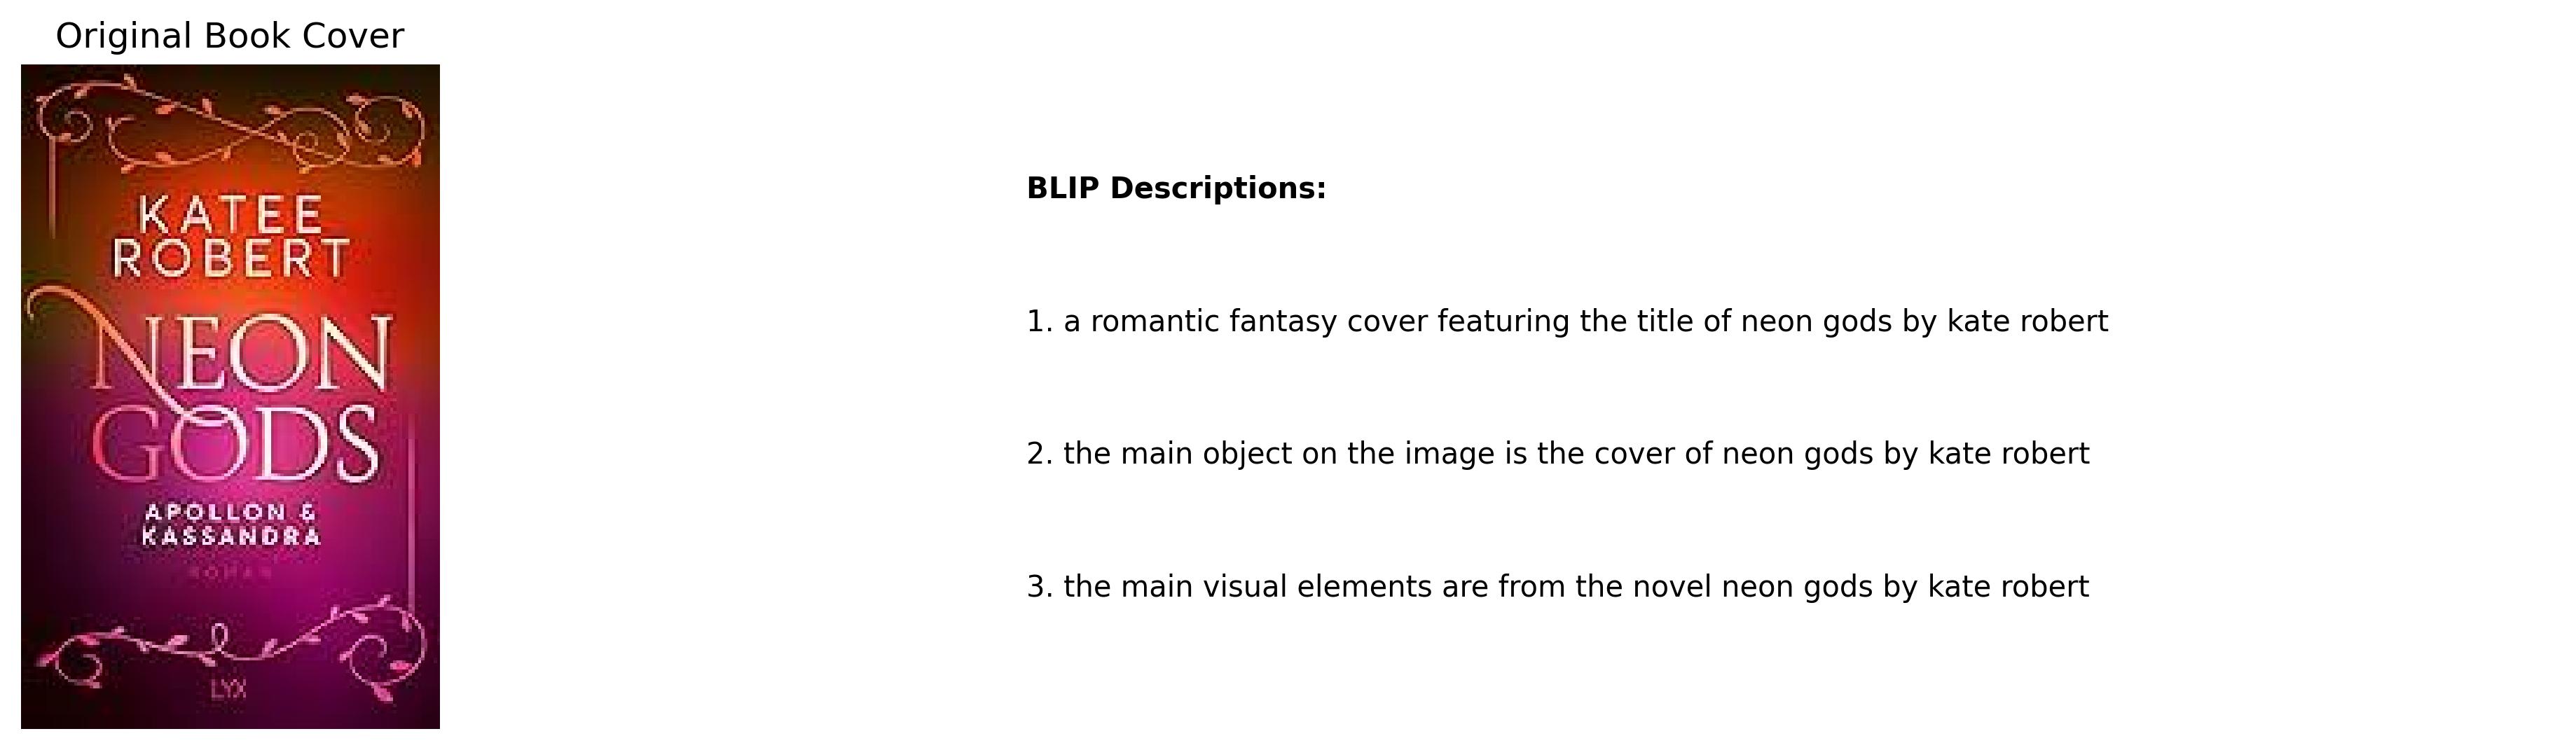 Original Book Cover
KATEE
ROBERT
NEON
GODS
APOLLON &
KASSANDRA
ROMAN
LYX
BLIP Descriptions:
1. a romantic fantasy cover featuring the title of neon gods by kate robert
2. the main object on the image is the cover of neon gods by kate robert
3. the main visual elements are from the novel neon gods by kate robert